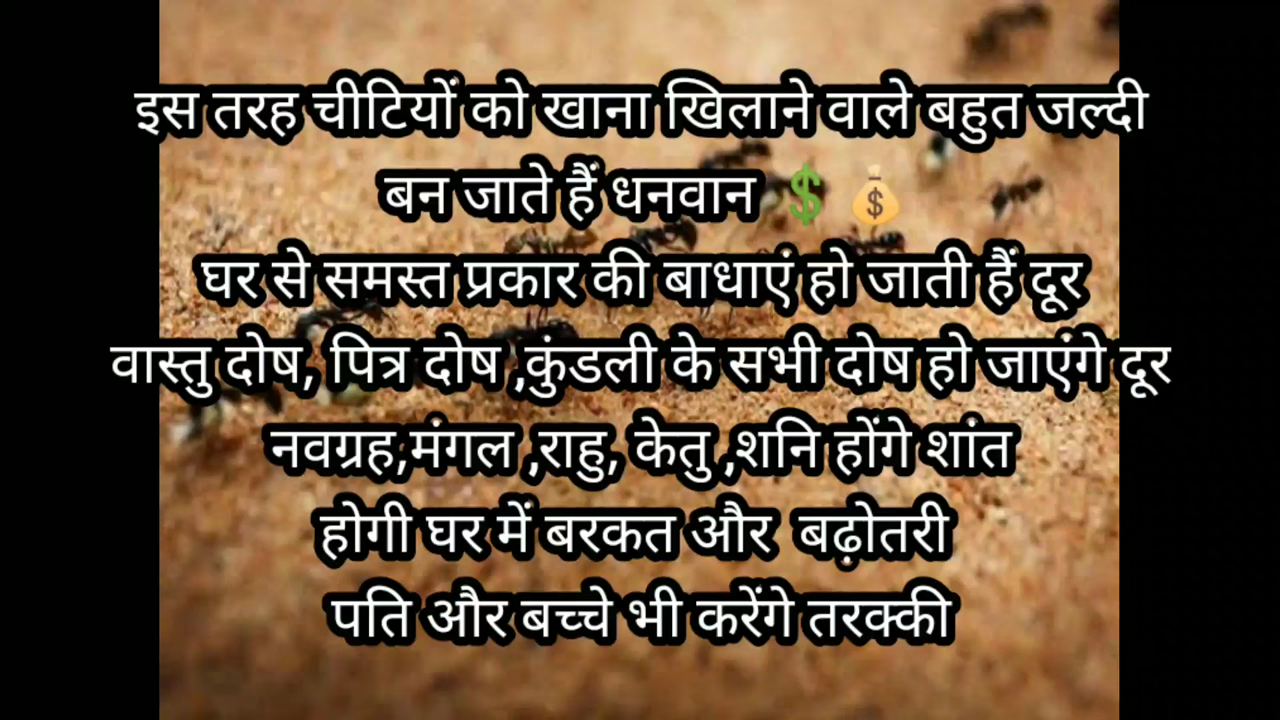 इस तरह चीटियों को खाना खिलाने वाले बहुत जल्दी
बन जाते हैं धनवान 💲 💰
घर से समस्त प्रकार की बाधाएं हो जाती हैं दूर
वास्तु दोष, पित्र दोष ,कुंडली के सभी दोष हो जाएंगे दूर
नवग्रह,मंगल ,राहु, केतु ,शनि होंगे शांत
होगी घर में बरकत और  बढ़ोतरी
पति और बच्चे भी करेंगे तरक्की